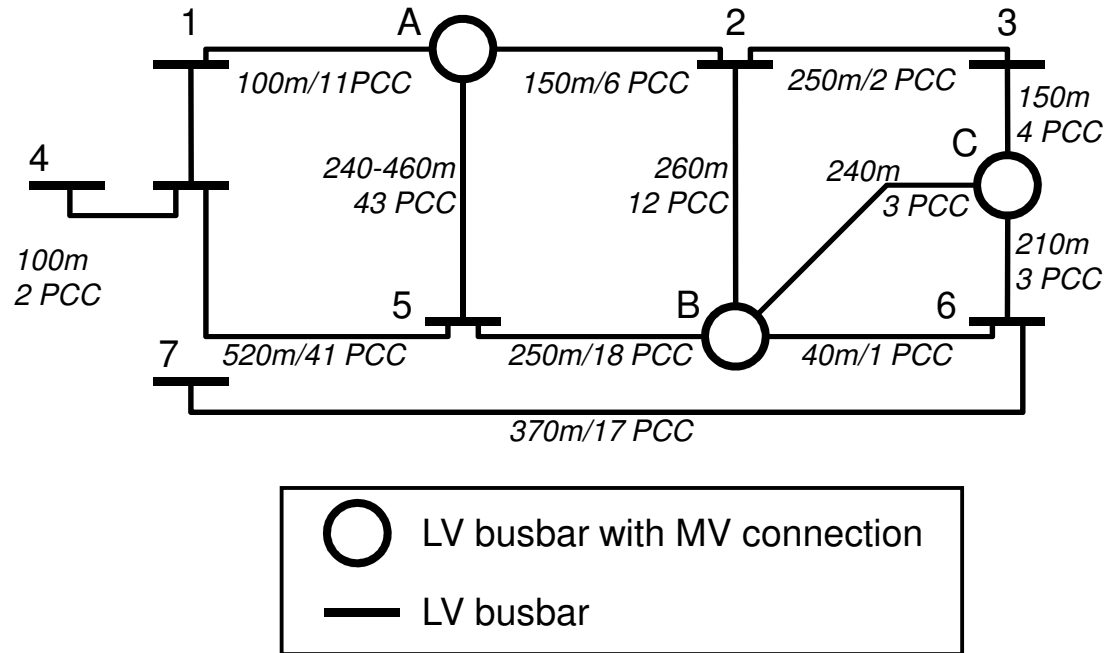 1
A
2
3
100m/11PCC
150m/6 PCC
250m/2 PCC
150m
4 PCC
4
240-460m
43 PCC
260m
12 PCC
240m
3 PCC
C
100m
2 PCC
210m
3 PCC
5
B
6
520m/41 PCC
250m/18 PCC
40m/1 PCC
7
370m/17 PCC
LV busbar with MV connection
LV busbar